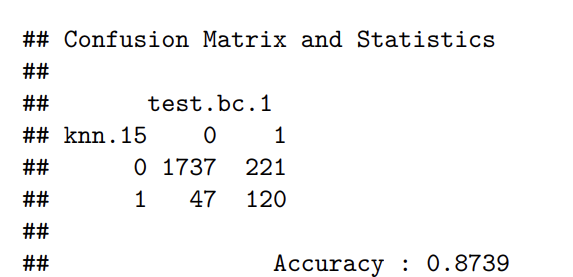 ## Confusion Matrix and Statistics
##
##       test.bc.1
## knn.15    0    1
##      0 1737  221
##      1   47  120
##
##                Accuracy : 0.8739